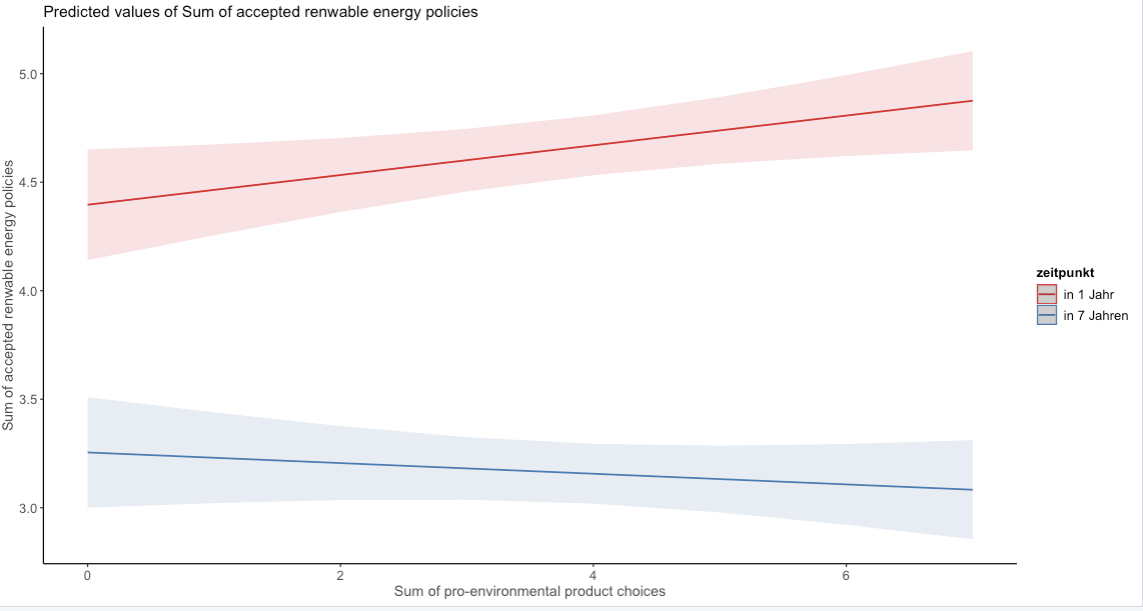 Predicted values of Sum of accepted renwable energy policies
Sum of accepted renwable energy policies
5.0
4.5
4.0
3.5
3.0
0 2 4 6
Sum of pro-environmental product choices
zeitpunkt
in 1 Jahr
in 7 Jahren